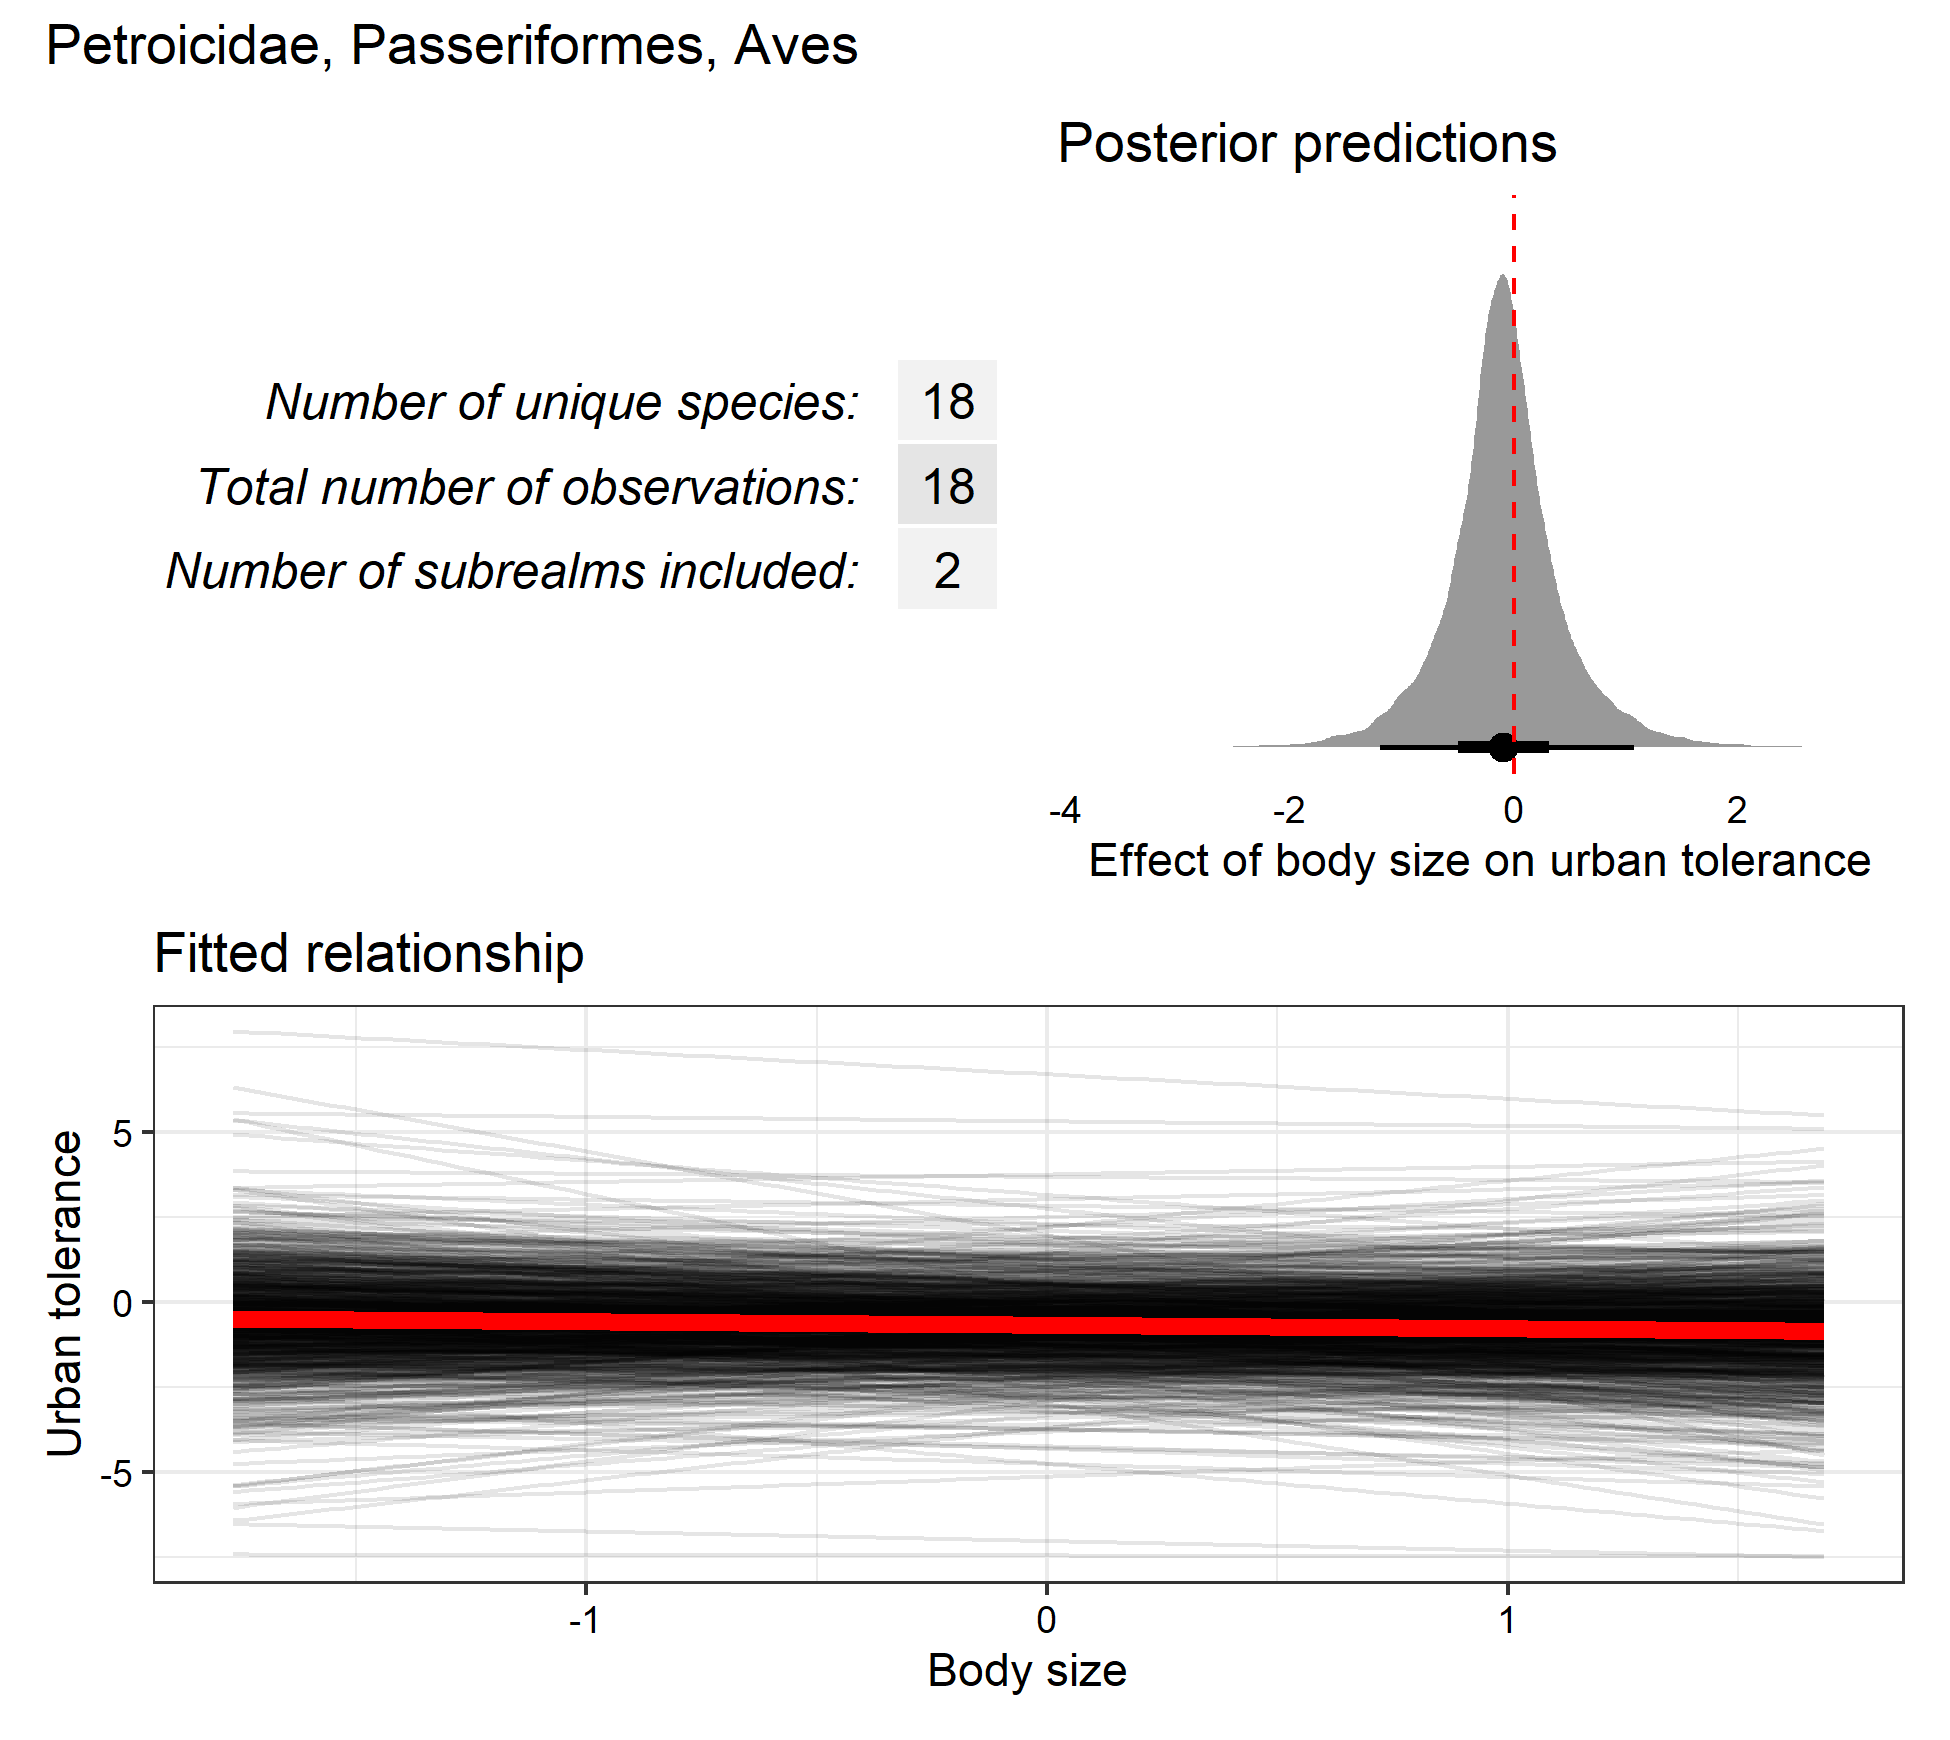 Petroicidae, Passeriformes, Aves
Posterior predictions
Number of unique species: 18
Total number of observations: 18
Number of subrealms included: 2
-4 -2 0 2
Effect of body size on urban tolerance
Fitted relationship
Urban tolerance
5
0
-5
-1 0 1
Body size